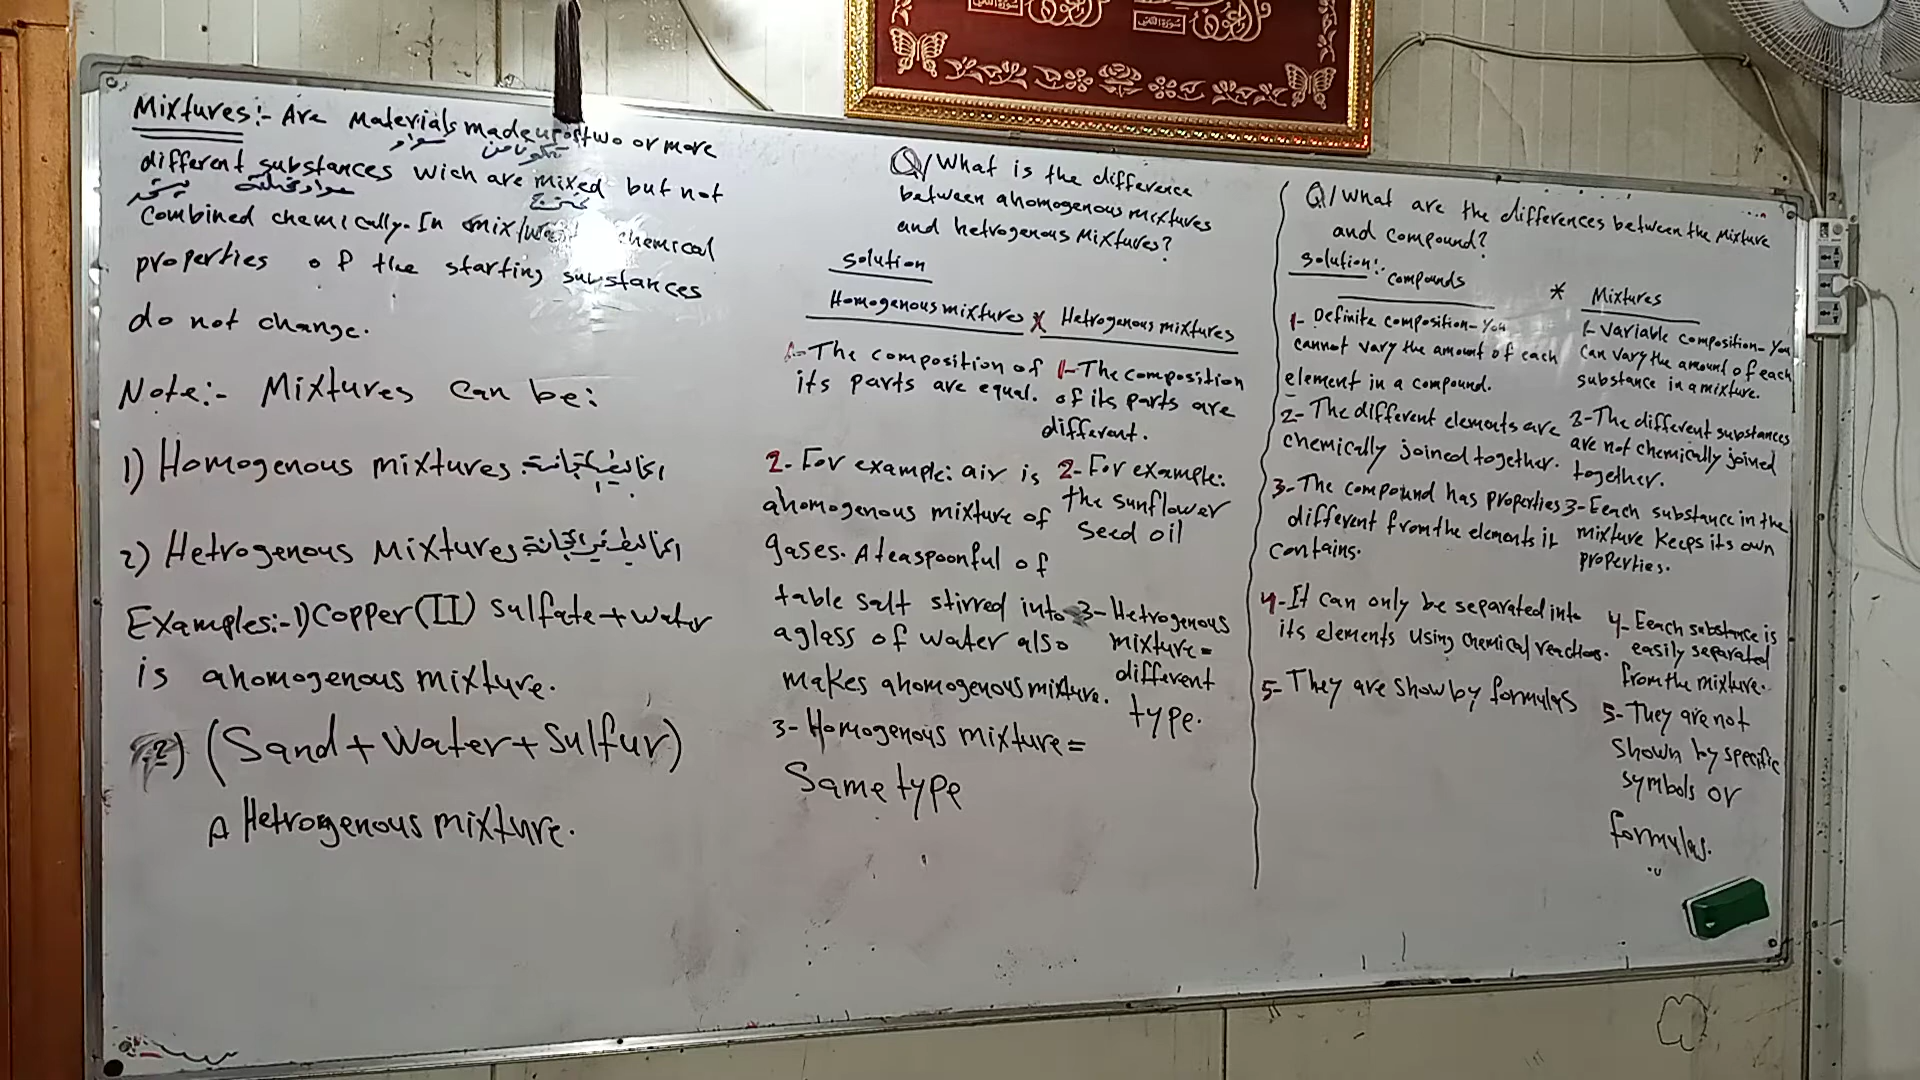 Mixtures:- Are Materials made up of two or more
مواد
different substances wich are mixed but not
combined chemically. In mixture chemical
properties of the starting substances
do not change.
Note:- Mixtures can be:
1) Homogenous mixtures
2) Hetrogenous Mixtures
Examples:-1) Copper (II) sulfate + water
is ahomogenous mixture.
2) (Sand + Water + Sulfur)
A Hetrorgenous mixture.
Q/ What is the difference
between ahomogenous mixtures
and hetrogenous Mixtures?
solution
Homogenous mixtures X Hetrogenous mixtures
1- The composition of
its parts are equal.
2- For example: air is
ahomogenous mixture of
gases. A teaspoonful of
table salt stirred into
aglass of water also
makes ahomogenous mixture.
3- Homogenous mixture =
Same type
1- The composition
of its parts are
different.
2- For example:
the sunflower
seed oil
3- Hetrogenous
mixture =
different
type.
Q/ What are the differences between the mixture
and compound?
solution:.
compounds * Mixtures
1- Definite composition- You
cannot vary the amount of each
element in a compound.
2- The different elements are
chemically joined together.
3- The compound has properties
different from the elements it
contains.
4- It can only be separated into
its elements using chemical reaction.
5- They are show by formulas
1- Variable composition- You
can vary the amount of each
substance in a mixture.
2- The different substances
are not chemically joined
together.
3- Eeach substance in the
mixture keeps its own
properties.
4- Eeach substance is
easily separated
from the mixture.
5- They are not
shown by specific
symbols or
formulas.